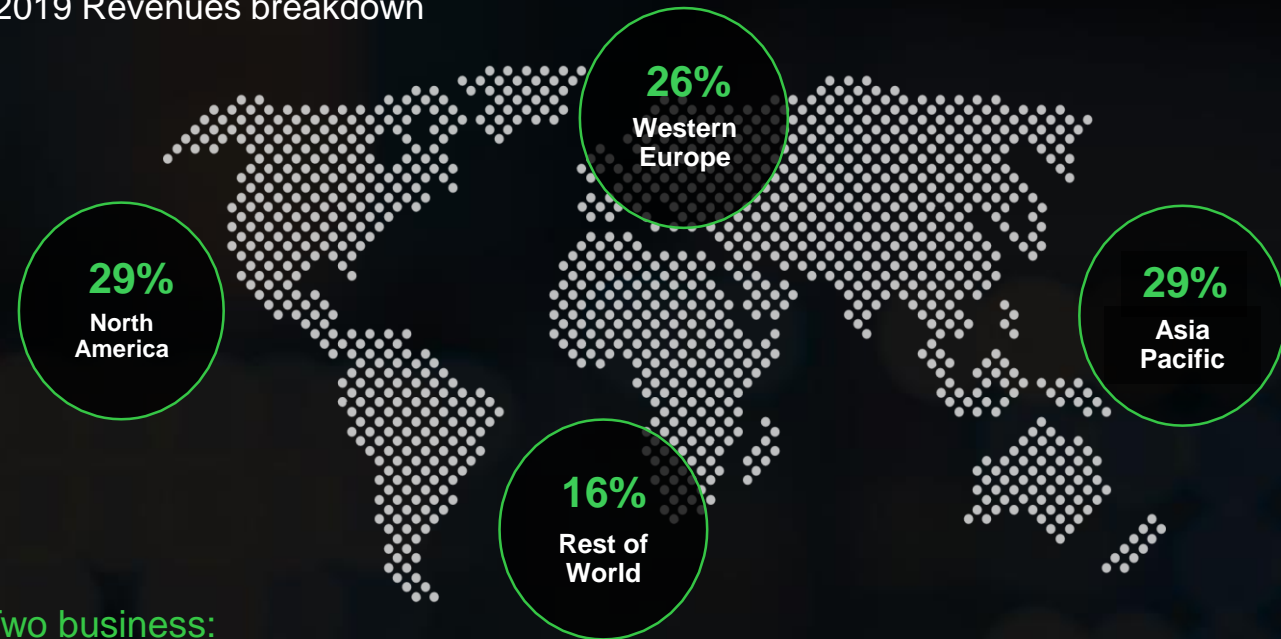 2019 Revenues breakdown
26%
Western
Europe
29%
North
America
29%
Asia
Pacific
16%
Rest of
World
Two business: